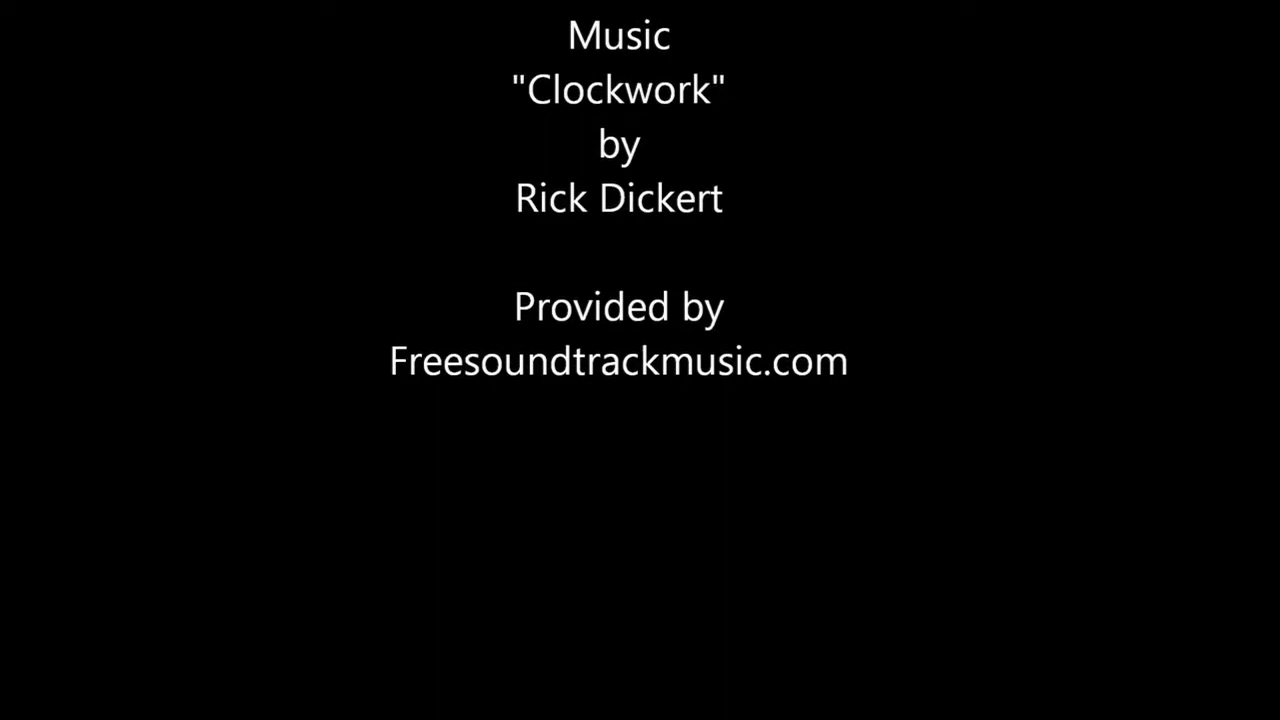 Music
"Clockwork"
by
Rick Dickert
Provided by
Freesoundtrackmusic.com